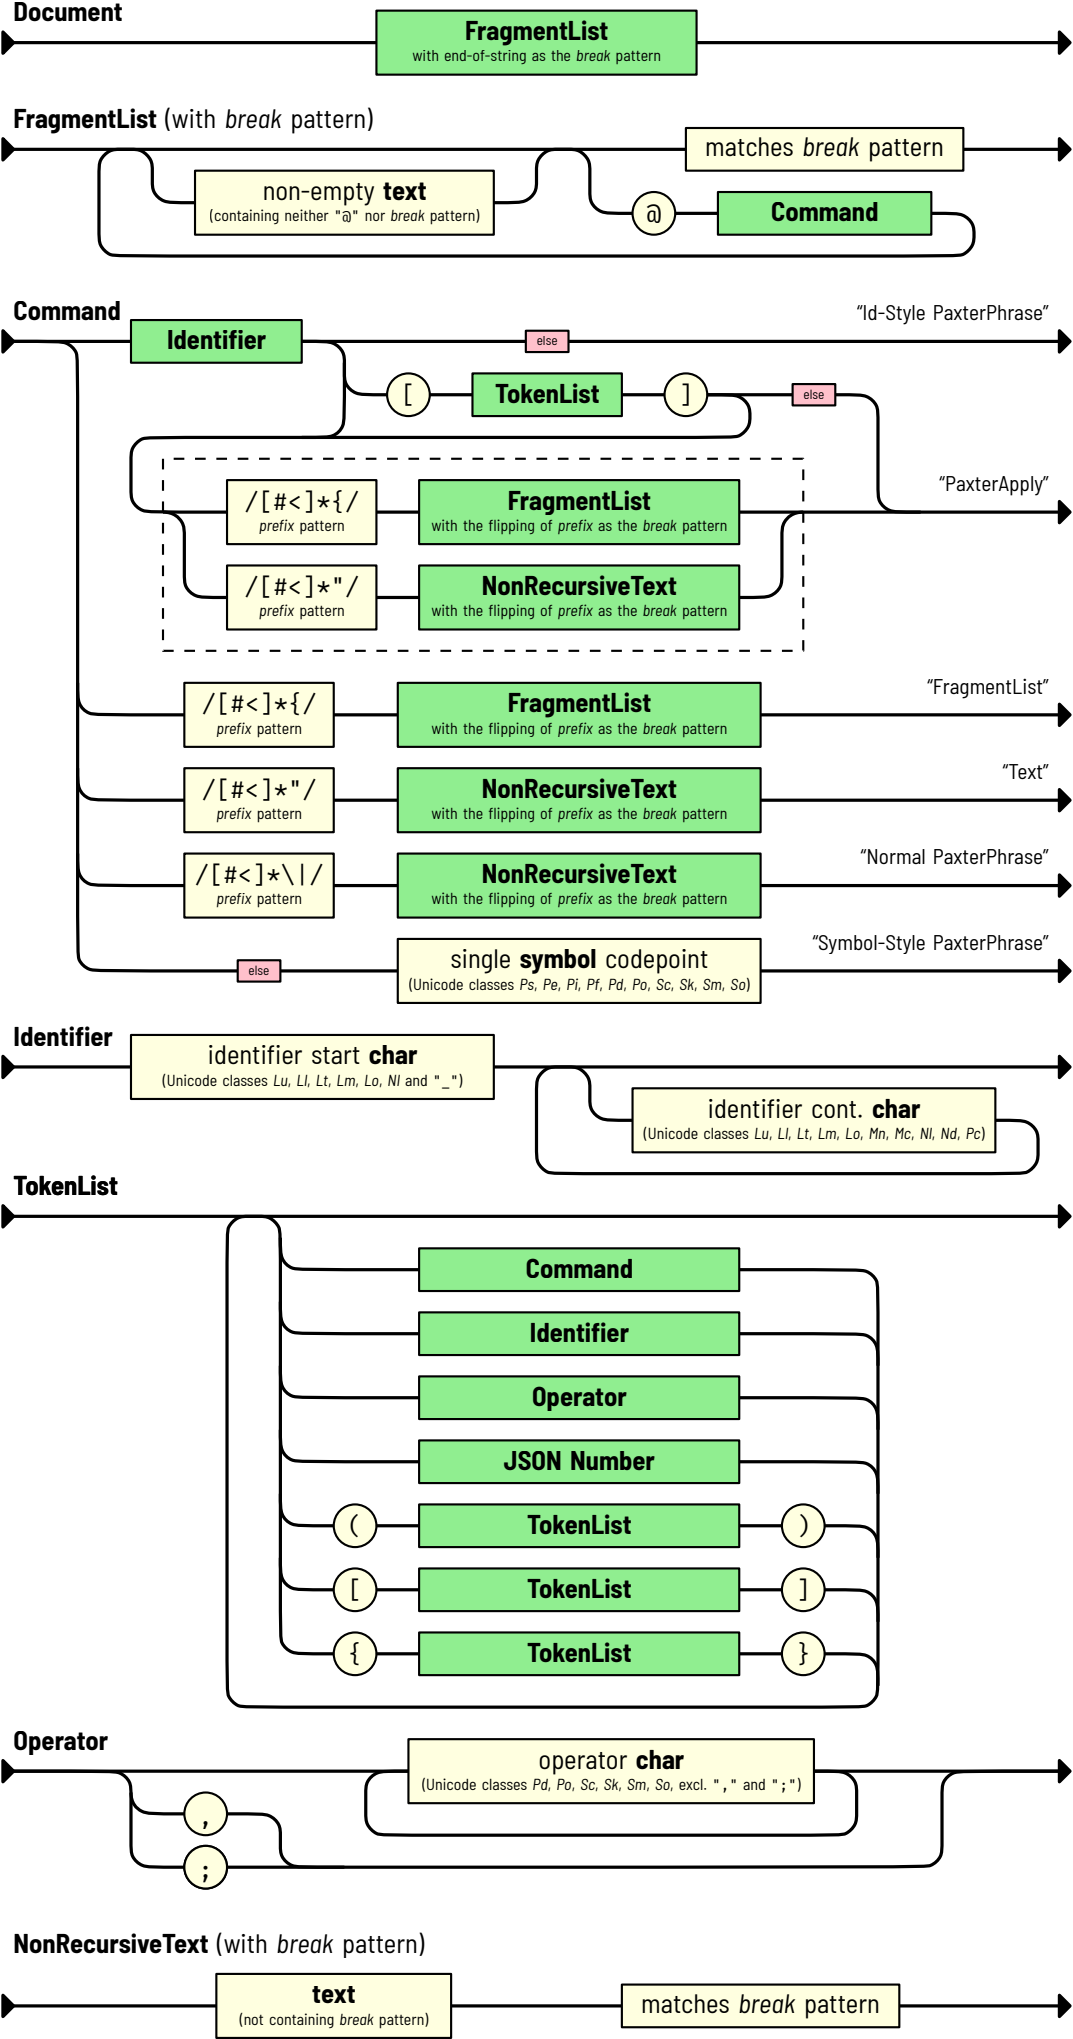 Document
FragmentList
with end-of-string as the break pattern
FragmentList (with break pattern)
matches break pattern
non-empty text
(containing neither "@" nor break pattern)
@
Command
Command
"Id-Style PaxterPhrase"
Identifier
else
[
TokenList
]
else
"PaxterApply"
/[#<]*{/
prefix pattern
FragmentList
with the flipping of prefix as the break pattern
/[#<]*"/
prefix pattern
NonRecursiveText
with the flipping of prefix as the break pattern
"FragmentList"
/[#<]*{/
prefix pattern
FragmentList
with the flipping of prefix as the break pattern
"Text"
/[#<]*"/
prefix pattern
NonRecursiveText
with the flipping of prefix as the break pattern
"Normal PaxterPhrase"
/[#<]*\|/
prefix pattern
NonRecursiveText
with the flipping of prefix as the break pattern
"Symbol-Style PaxterPhrase"
else
single symbol codepoint
(Unicode classes Ps, Pe, Pi, Pf, Pd, Po, Sc, Sk, Sm, So)
Identifier
identifier start char
(Unicode classes Lu, Ll, Lt, Lm, Lo, Nl and "_")
identifier cont. char
(Unicode classes Lu, Ll, Lt, Lm, Lo, Mn, Mc, Nl, Nd, Pc)
TokenList
Command
Identifier
Operator
JSON Number
(
TokenList
)
[
TokenList
]
{
TokenList
}
Operator
operator char
(Unicode classes Pd, Po, Sc, Sk, Sm, So, excl. "," and ";")
,
;
NonRecursiveText (with break pattern)
text
(not containing break pattern)
matches break pattern